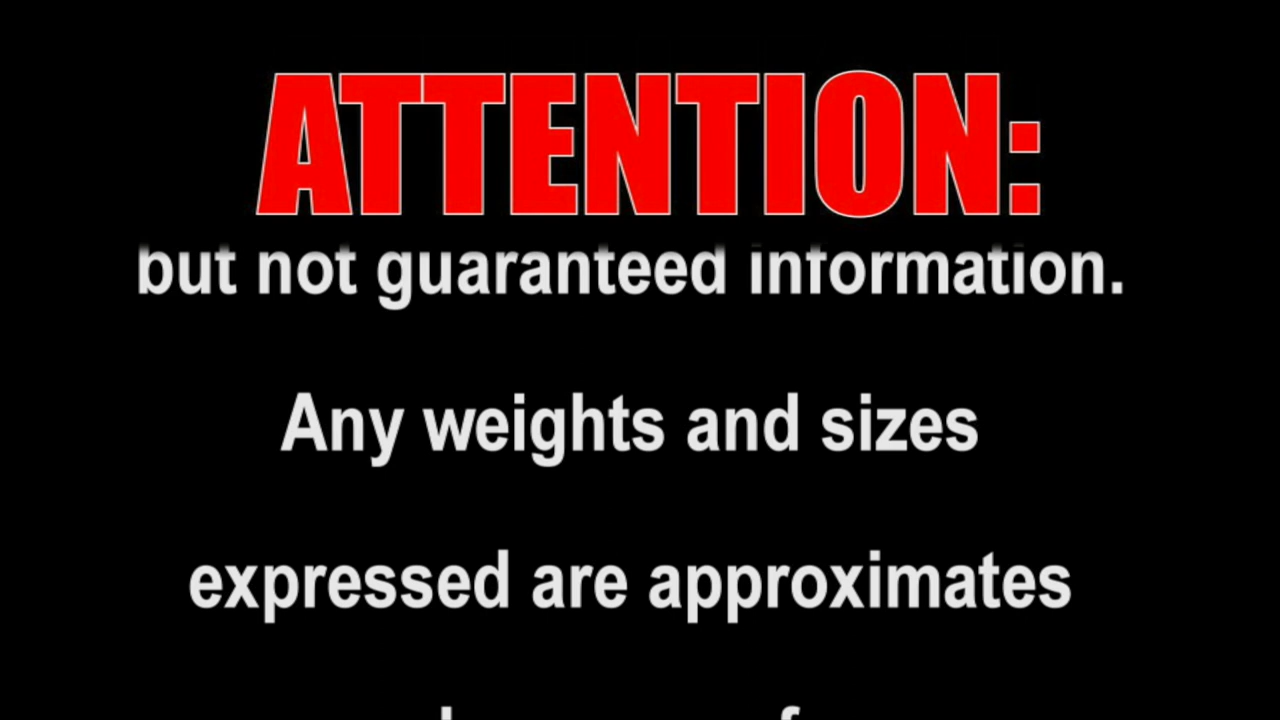 ATTENTION:
but not guaranteed information.
Any weights and sizes
expressed are approximates